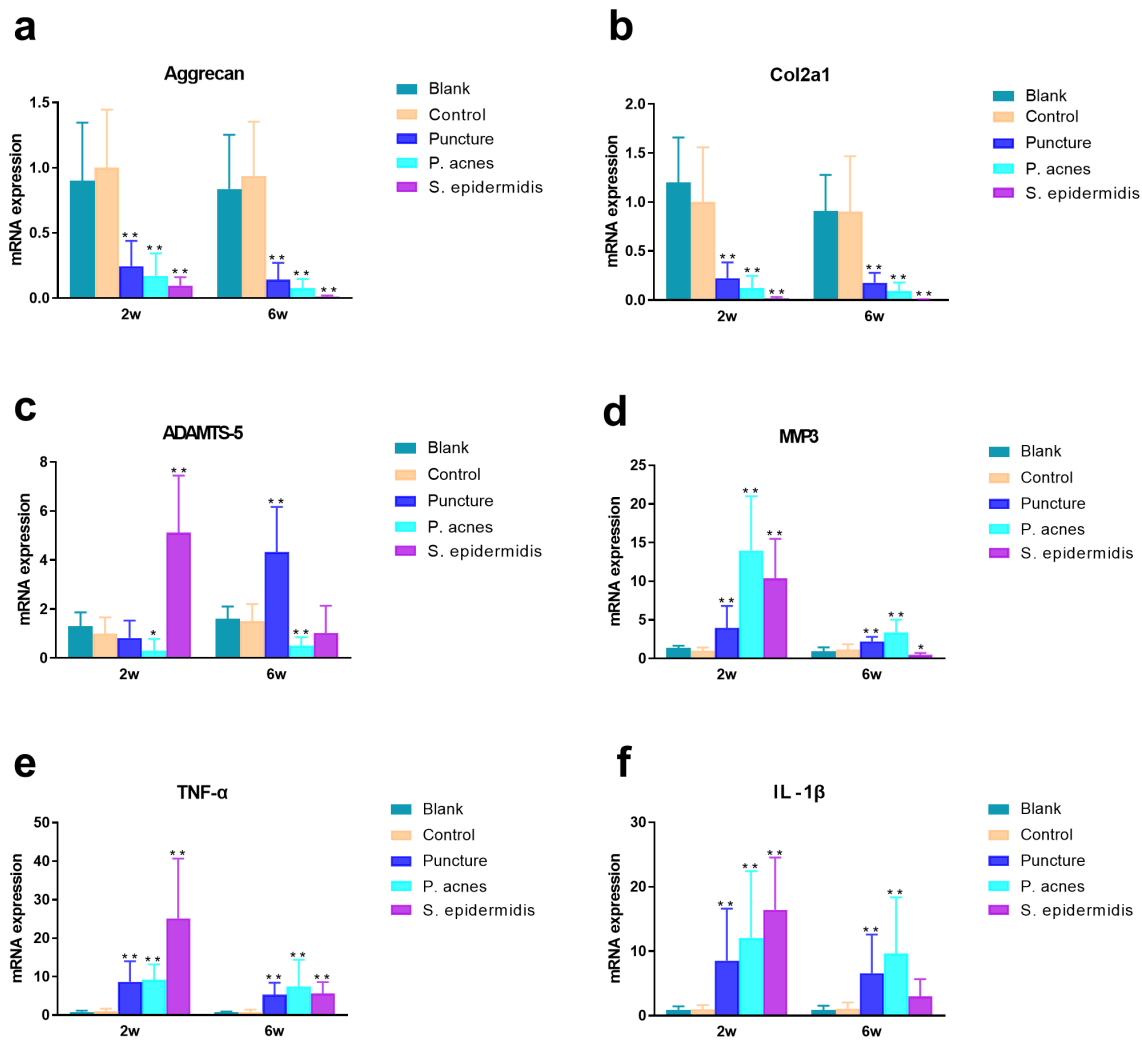 a
Aggrecan
mRNA expression
1.5
1.0
0.5
0.0
** ** ** ** ** **
2w 6w
Blank
Control
Puncture
P. acnes
S. epidermidis
b
Col2a1
mRNA expression
2.0
1.5
1.0
0.5
0.0
** ** ** ** ** **
2w 6w
Blank
Control
Puncture
P. acnes
S. epidermidis
c
ADAMTS-5
mRNA expression
8
6
4
2
0
* ** ** **
2w 6w
Blank
Control
Puncture
P. acnes
S. epidermidis
d
MMP3
mRNA expression
25
20
15
10
5
0
** ** ** ** ** *
2w 6w
Blank
Control
Puncture
P. acnes
S. epidermidis
e
TNF-α
mRNA expression
50
40
30
20
10
0
** ** ** ** ** **
2w 6w
Blank
Control
Puncture
P. acnes
S. epidermidis
f
IL -1β
mRNA expression
30
20
10
0
** ** ** ** **
2w 6w
Blank
Control
Puncture
P. acnes
S. epidermidis